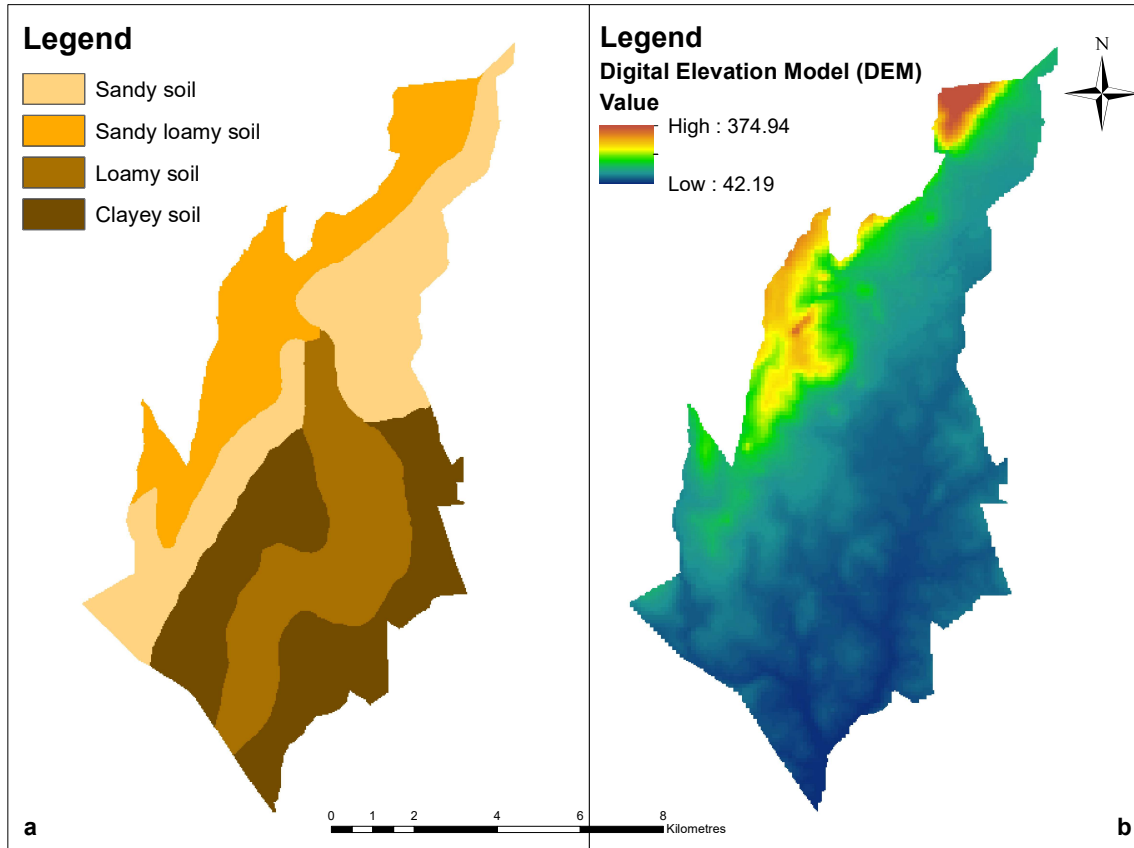 Legend
Sandy soil
Sandy loamy soil
Loamy soil
Clayey soil
a
Legend
Digital Elevation Model (DEM)
Value
High : 374.94
Low : 42.19
N
0 1 2 4 6 8
Kilometres
b